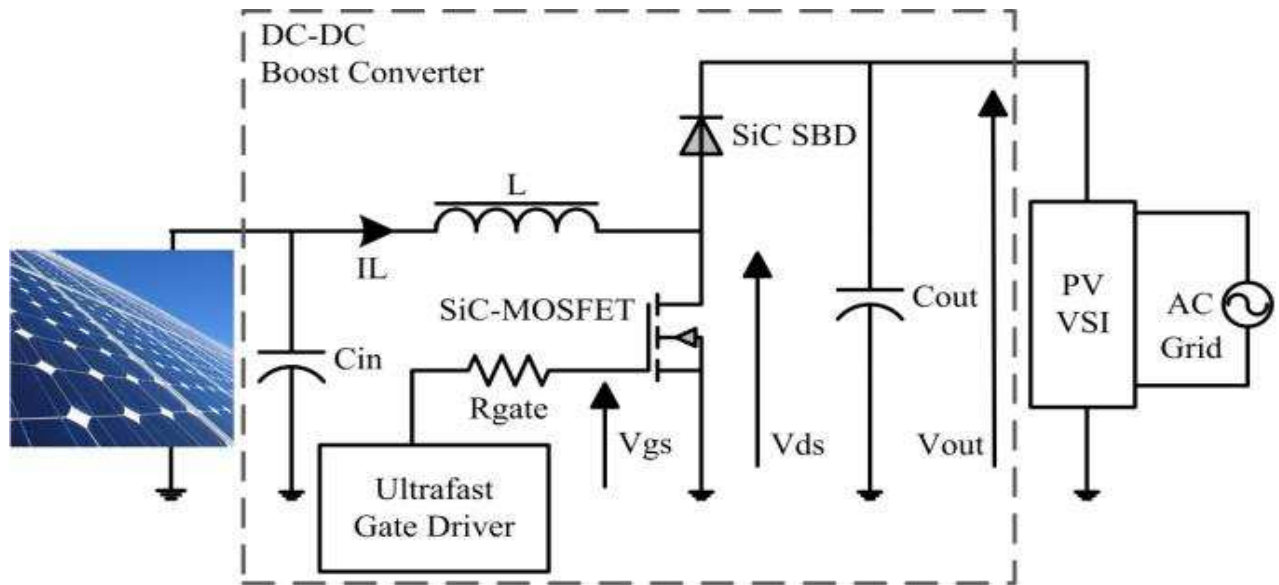 DC-DC
Boost Converter
SiC SBD
L
IL
SiC-MOSFET
Cin
Rgate
Vgs
Vds
Cout
Vout
PV
VSI
AC
Grid
Ultrafast
Gate Driver